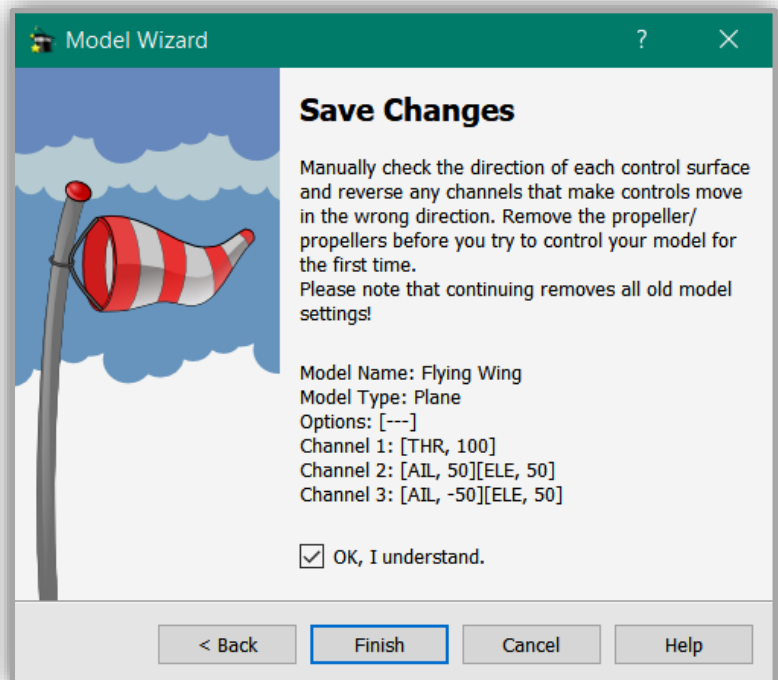 Model Wizard
?
Save Changes
Manually check the direction of each control surface
and reverse any channels that make controls move
in the wrong direction. Remove the propeller/
propellers before you try to control your model for
the first time.
Please note that continuing removes all old model
settings!
Model Name: Flying Wing
Model Type: Plane
Options: [---]
Channel 1: [THR, 100]
Channel 2: [AIL, 50][ELE, 50]
Channel 3: [AIL, -50][ELE, 50]
OK, I understand.
< Back
Finish
Cancel
Help